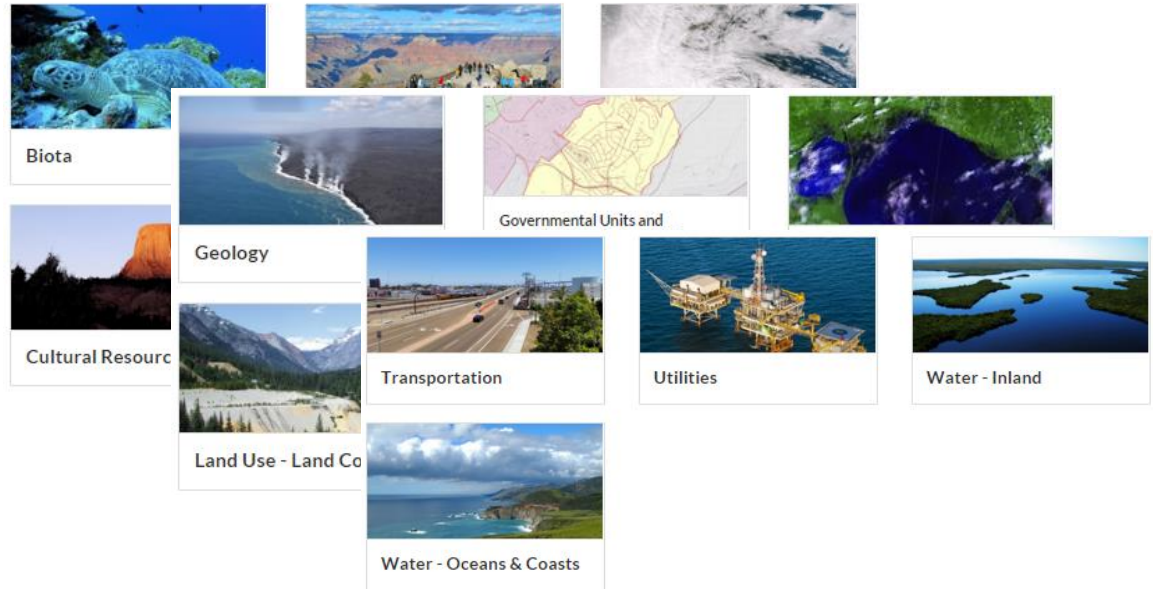 Biota
Geology
Governmental Units and
Cultural Resourc
Transportation
Utilities
Water - Inland
Land Use - Land Co
Water - Oceans & Coasts